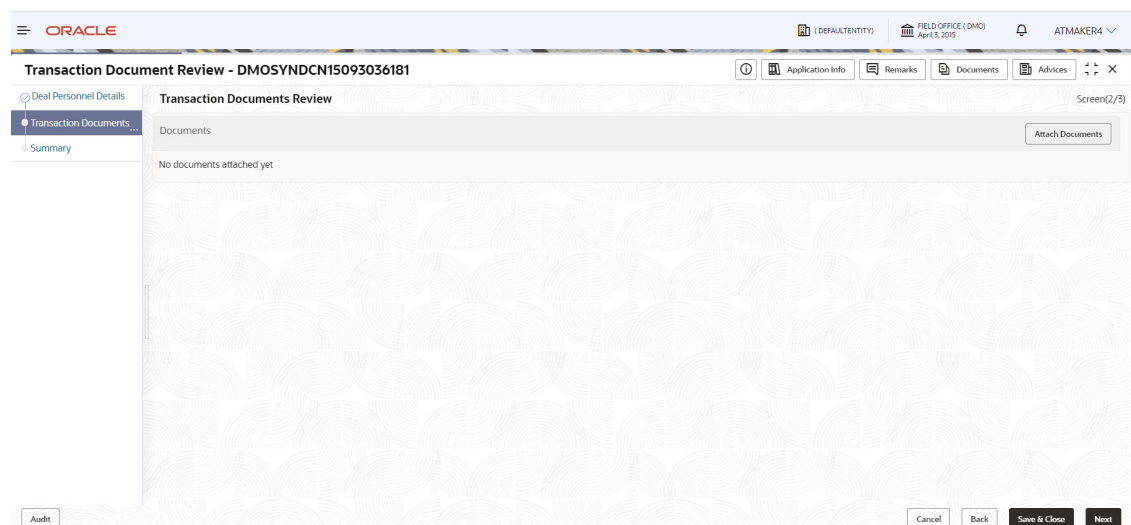 ORACLE
( DEFAULTENTITY)
FIELD OFFICE ( DMO)
April 3, 2015
ATMAKER4
Transaction Document Review - DMOSYNDCN15093036181
Application Info
Remarks
Documents
Advices
Deal Personnel Details
Transaction Documents ...
Summary
Transaction Documents Review
Screen(2/3)
Documents
Attach Documents
No documents attached yet
Audit
Cancel
Back
Save & Close
Next